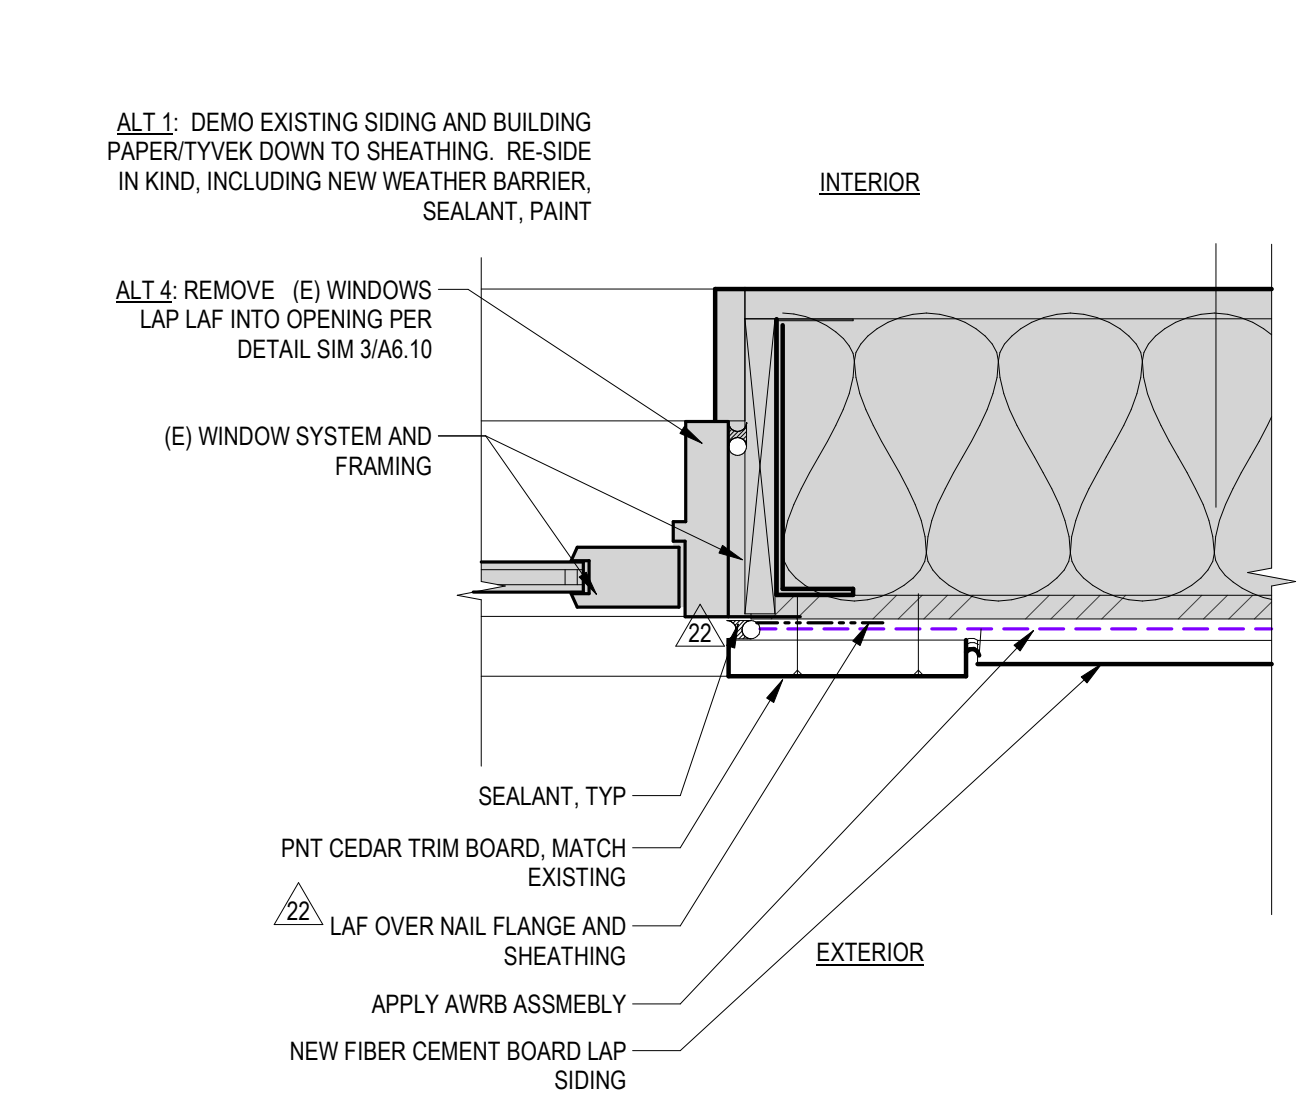 ALT 1: DEMO EXISTING SIDING AND BUILDING
PAPER/TYVEK DOWN TO SHEATHING. RE-SIDE
IN KIND, INCLUDING NEW WEATHER BARRIER,
SEALANT, PAINT
INTERIOR
ALT 4: REMOVE (E) WINDOWS
LAP LAF INTO OPENING PER
DETAIL SIM 3/A6.10
(E) WINDOW SYSTEM AND
FRAMING
22
SEALANT, TYP
PNT CEDAR TRIM BOARD, MATCH
EXISTING
22
LAF OVER NAIL FLANGE AND
SHEATHING
EXTERIOR
APPLY AWRB ASSMEBLY
NEW FIBER CEMENT BOARD LAP
SIDING